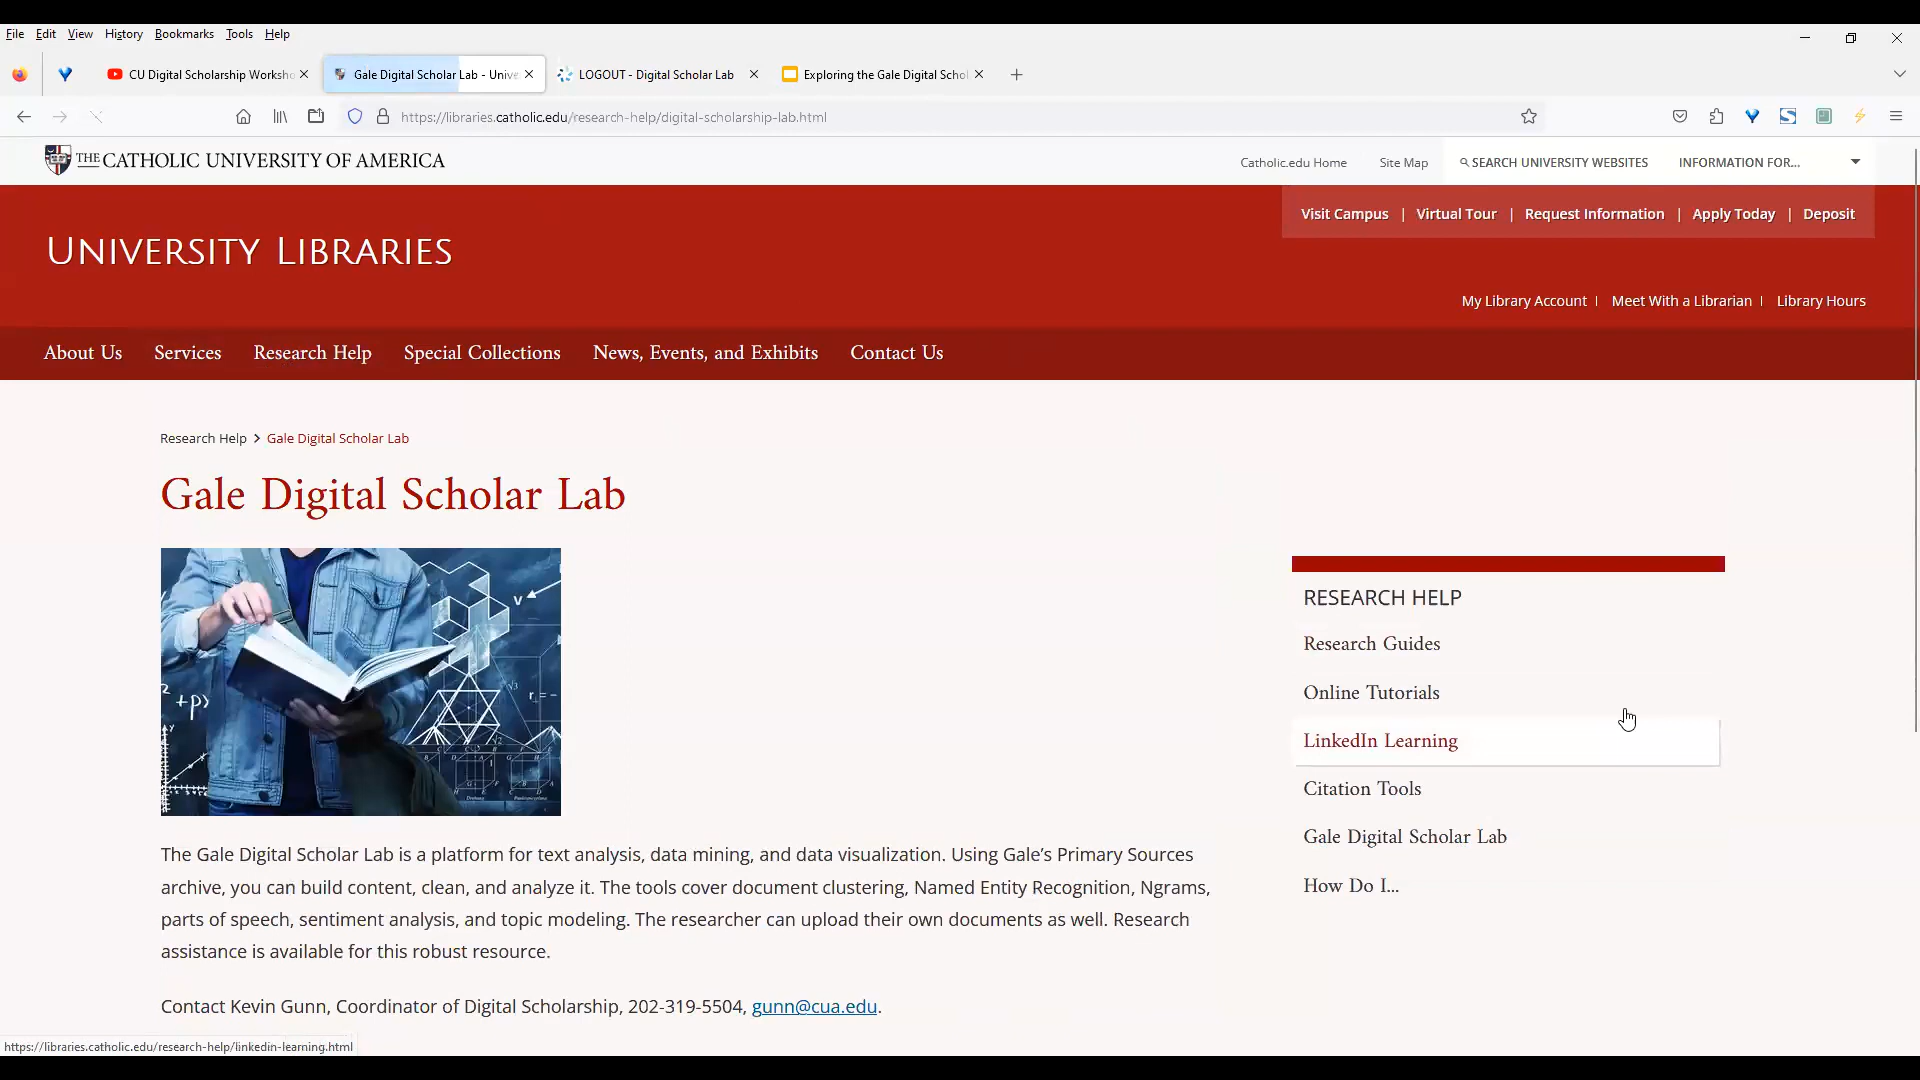 File Edit View History Bookmarks Tools Help
CU Digital Scholarship Worksho
Gale Digital Scholar Lab - Unive
LOGOUT - Digital Scholar Lab
Exploring the Gale Digital Schol
https://libraries.catholic.edu/research-help/digital-scholarship-lab.html
THE CATHOLIC UNIVERSITY OF AMERICA
Catholic.edu Home
Site Map
SEARCH UNIVERSITY WEBSITES
INFORMATION FOR...
Visit Campus | Virtual Tour | Request Information | Apply Today | Deposit
UNIVERSITY LIBRARIES
My Library Account | Meet With a Librarian | Library Hours
About Us Services Research Help Special Collections News, Events, and Exhibits Contact Us
Research Help > Gale Digital Scholar Lab
Gale Digital Scholar Lab
RESEARCH HELP
Research Guides
Online Tutorials
LinkedIn Learning
Citation Tools
Gale Digital Scholar Lab
How Do I...
The Gale Digital Scholar Lab is a platform for text analysis, data mining, and data visualization. Using Gale’s Primary Sources
archive, you can build content, clean, and analyze it. The tools cover document clustering, Named Entity Recognition, Ngrams,
parts of speech, sentiment analysis, and topic modeling. The researcher can upload their own documents as well. Research
assistance is available for this robust resource.
Contact Kevin Gunn, Coordinator of Digital Scholarship, 202-319-5504, gunn@cua.edu.
https://libraries.catholic.edu/research-help/linkedin-learning.html